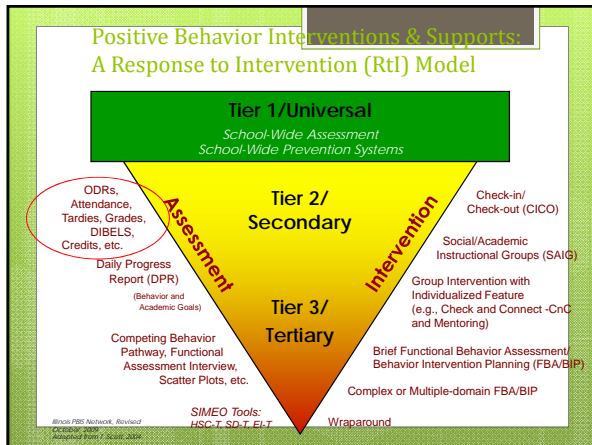 Positive Behavior Interventions & Supports:
A Response to Intervention (RtI) Model
Tier 1/Universal
School-Wide Assessment
School-Wide Prevention Systems
ODRs,
Attendance,
Tardies, Grades,
DIBELS,
Credits, etc.
Assessment
Daily Progress
Report (DPR)
(Behavior and
Academic Goals)
Competing Behavior
Pathway, Functional
Assessment Interview,
Scatter Plots, etc.
SIMEO Tools:
HSC-T, SD-T, EI-T
Tier 2/
Secondary
Tier 3/
Tertiary
Intervention
Check-in/
Check-out (CICO)
Social/Academic
Instructional Groups (SAIG)
Group Intervention with
Individualized Feature
(e.g., Check and Connect -CnC
and Mentoring)
Brief Functional Behavior Assessment/
Behavior Intervention Planning (FBA/BIP)
Complex or Multiple-domain FBA/BIP
Wraparound
Illinois PBIS Network, Revised
October 2009
Adapted from T. Scott, 2004